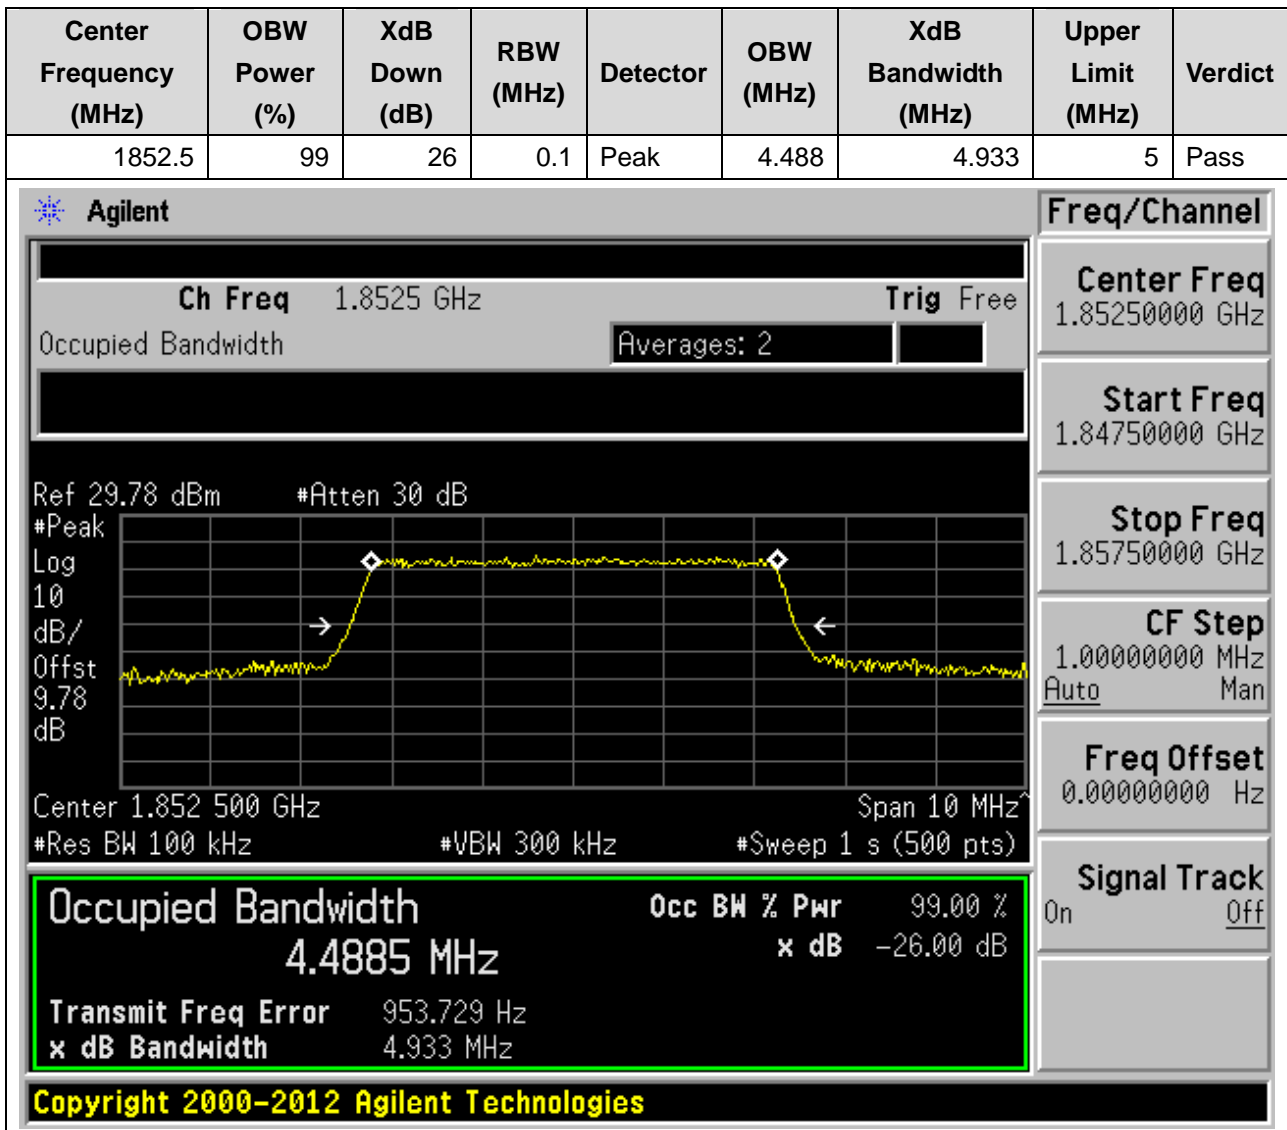 Center Frequency (MHz) OBW Power (%) XdB Down (dB) RBW (MHz) Detector OBW (MHz) XdB Bandwidth (MHz) Upper Limit (MHz) Verdict
1852.5 99 26 0.1 Peak 4.488 4.933 5 Pass
Agilent
Freq/Channel
Ch Freq 1.8525 GHz Trig Free
Occupied Bandwidth Averages: 2
Center Freq
1.85250000 GHz
Start Freq
1.84750000 GHz
Stop Freq
1.85750000 GHz
CF Step
1.00000000 MHz
Auto Man
Freq Offset
0.00000000 Hz
Signal Track
On Off
Ref 29.78 dBm #Atten 30 dB
#Peak
Log
10
dB/
Offst
9.78
dB
Center 1.852 500 GHz Span 10 MHz^
#Res BW 100 kHz #VBW 300 kHz #Sweep 1 s (500 pts)
Occupied Bandwidth Occ BW % Pwr 99.00 %
4.4885 MHz x dB -26.00 dB
Transmit Freq Error 953.729 Hz
x dB Bandwidth 4.933 MHz
Copyright 2000-2012 Agilent Technologies